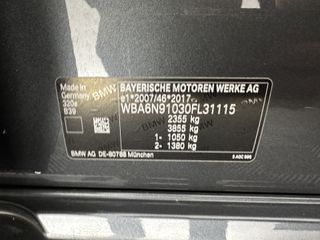 Made in
Germany
320e
B39
BMW
BAYERISCHE MOTOREN WERKE AG
e1*2007/46*2017
WBA6N91030FL31115
2355 kg
3855 kg
1- 1050 kg
2- 1380 kg
BMW AG DE-80788 München